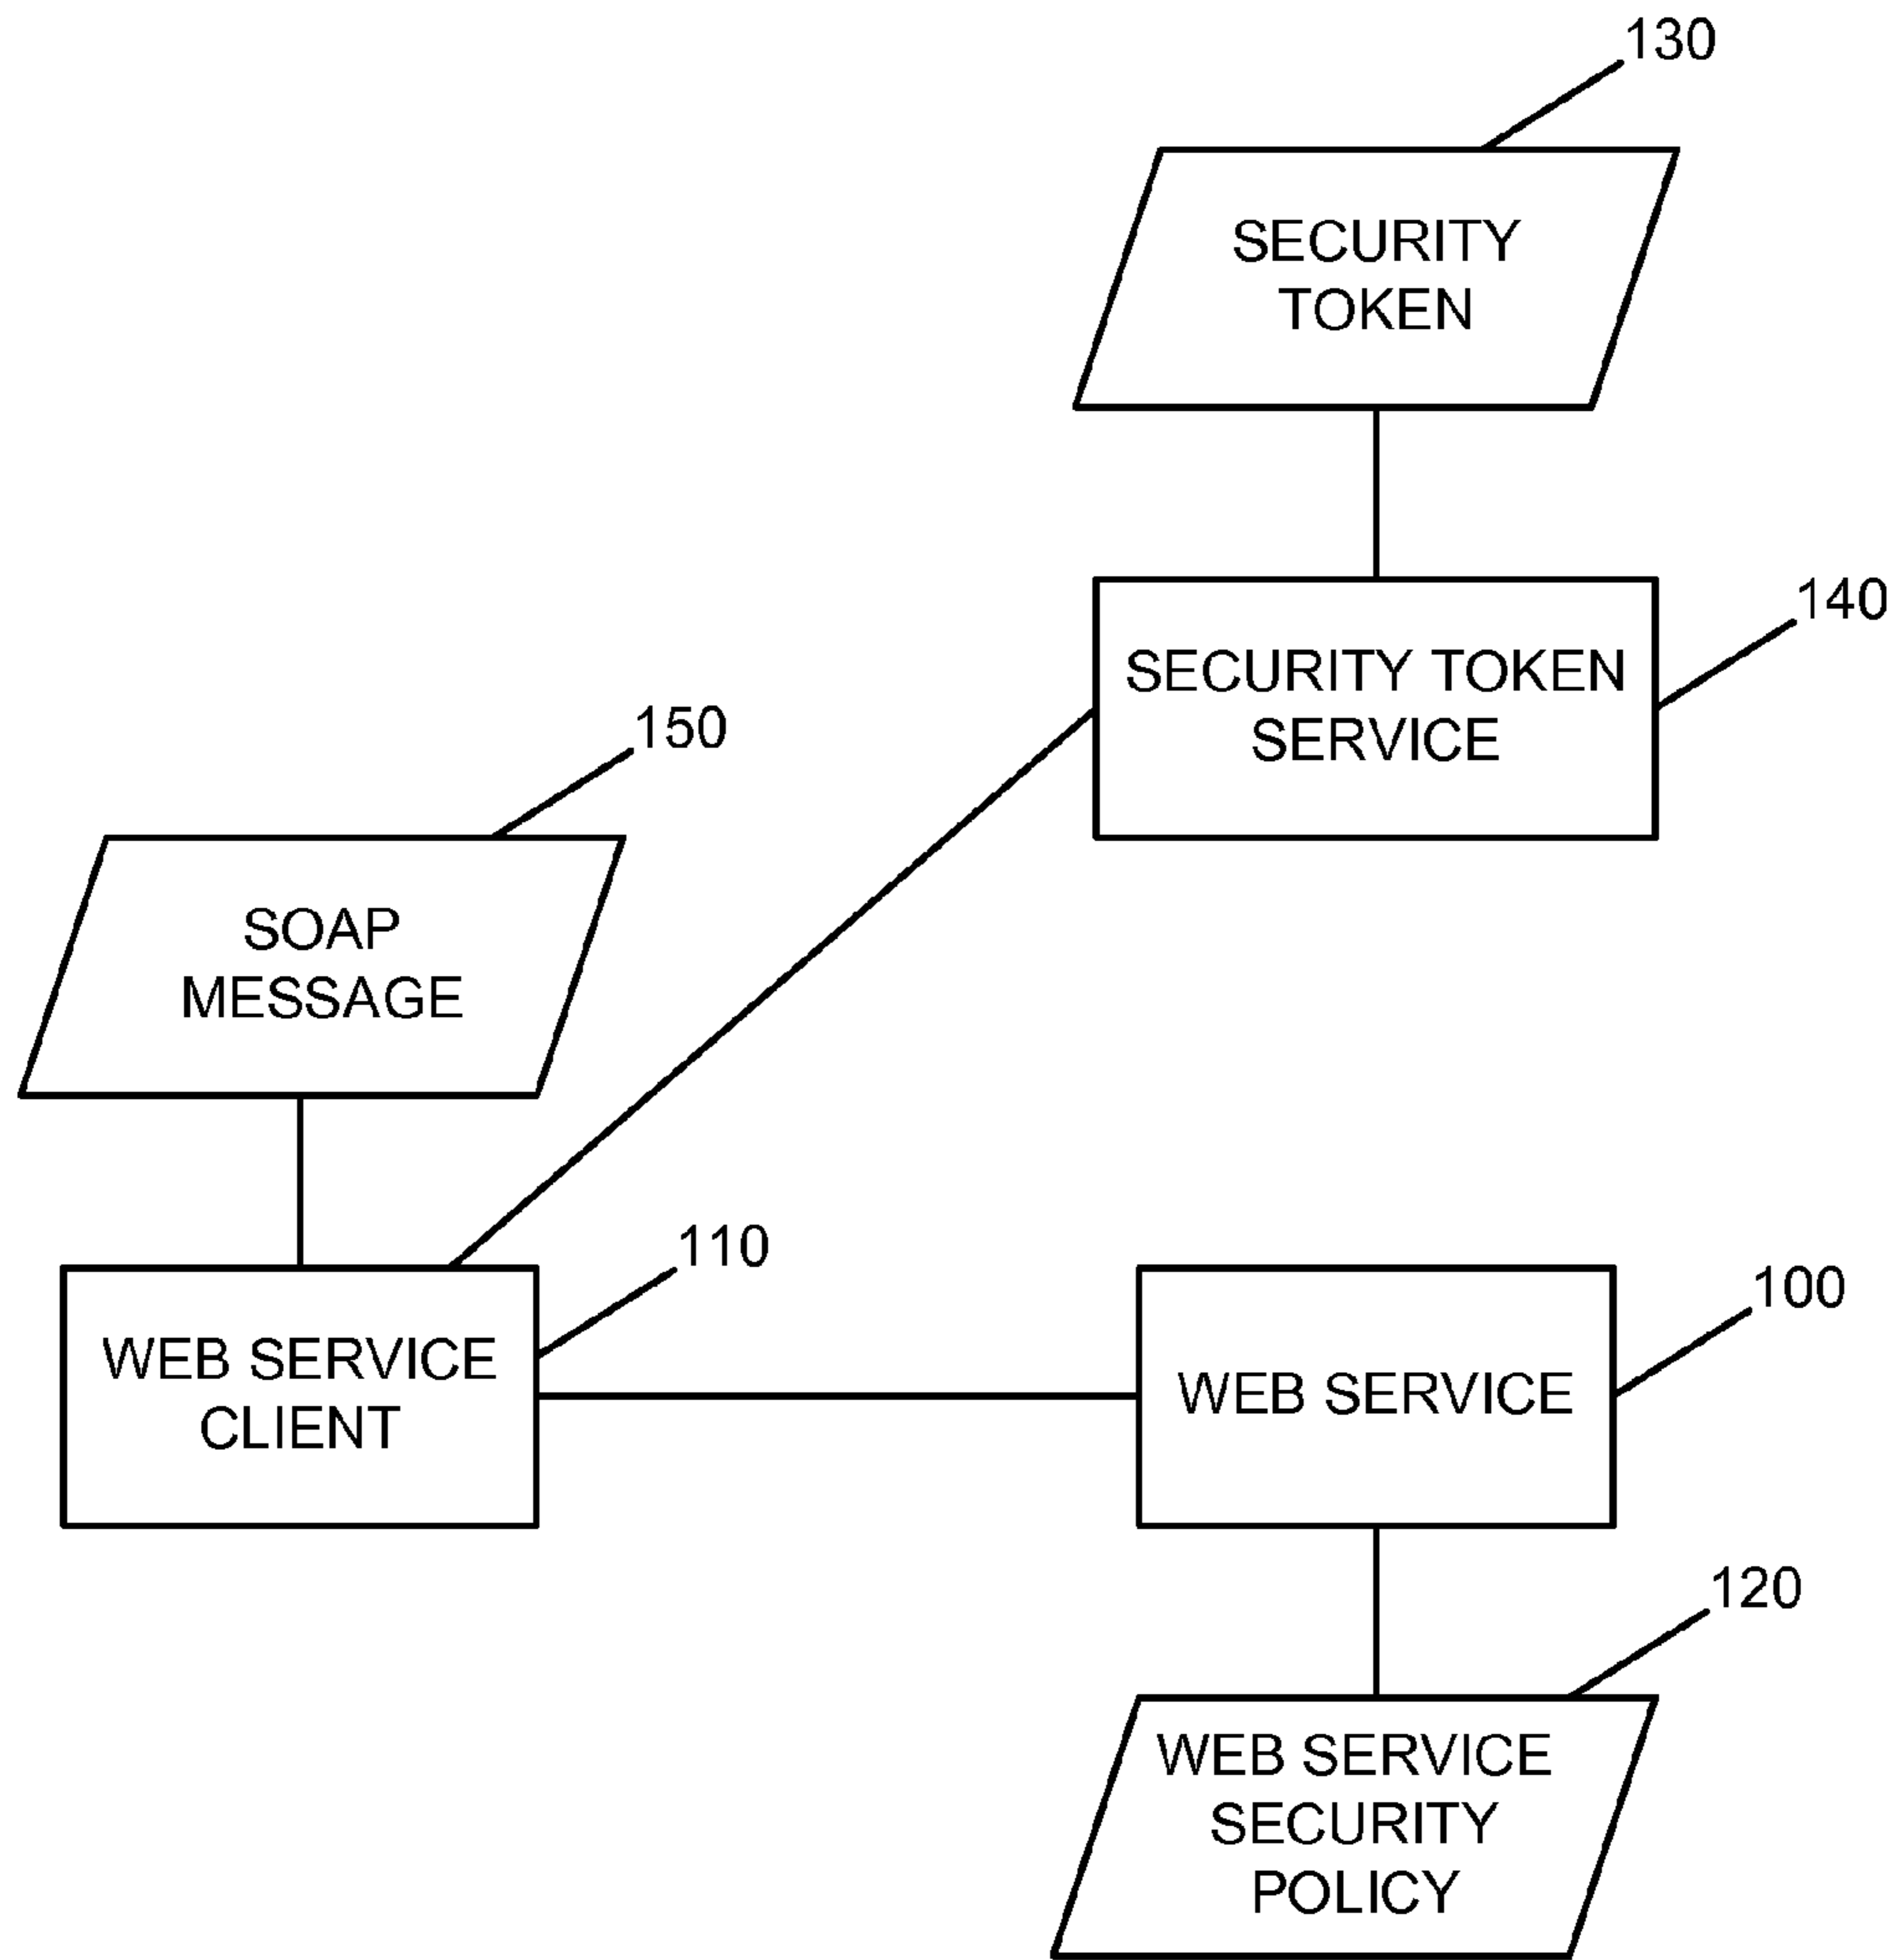 130
SECURITY
TOKEN
140
SECURITY TOKEN
SERVICE
150
SOAP
MESSAGE
110
WEB SERVICE
CLIENT
100
WEB SERVICE
120
WEB SERVICE
SECURITY
POLICY